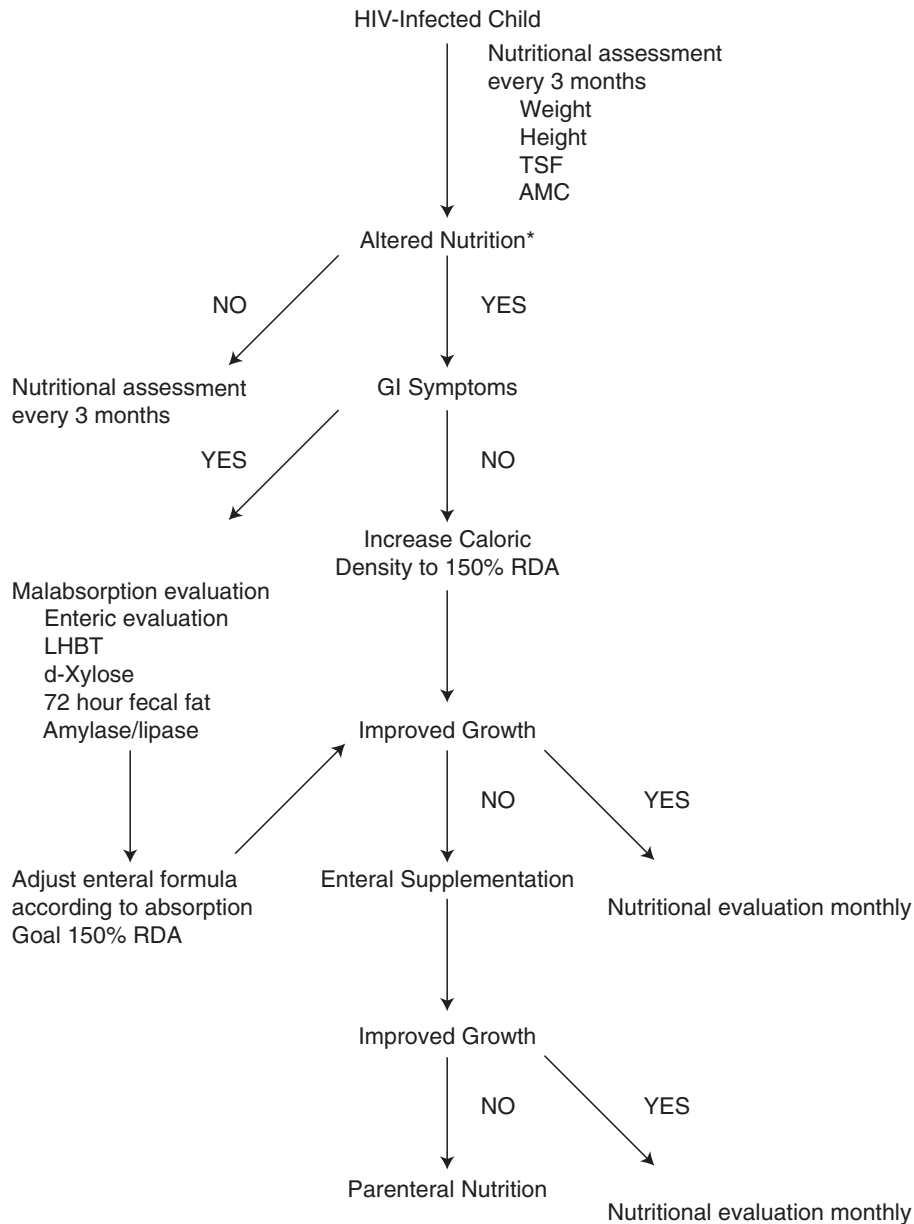 HIV-Infected Child
Nutritional assessment
every 3 months
Weight
Height
TSF
AMC
Altered Nutrition*
NO
YES
Nutritional assessment
every 3 months
GI Symptoms
YES
NO
Increase Caloric
Density to 150% RDA
Malabsorption evaluation
Enteric evaluation
LHBT
d-Xylose
72 hour fecal fat
Amylase/lipase
Improved Growth
NO
YES
Adjust enteral formula
according to absorption
Goal 150% RDA
Enteral Supplementation
Nutritional evaluation monthly
Improved Growth
NO
YES
Parenteral Nutrition
Nutritional evaluation monthly